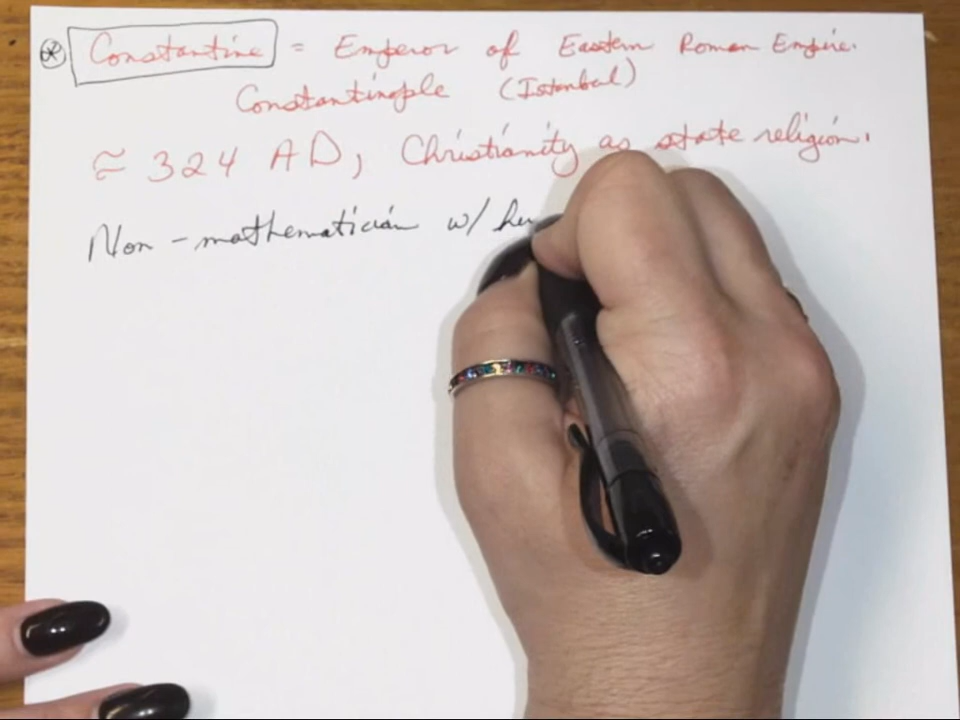 ⊛ Constantine = Emperor of Eastern Roman Empire.
Constantinople (Istanbul)
≈ 324 AD, Christianity as state religion.
Non-mathematician w/